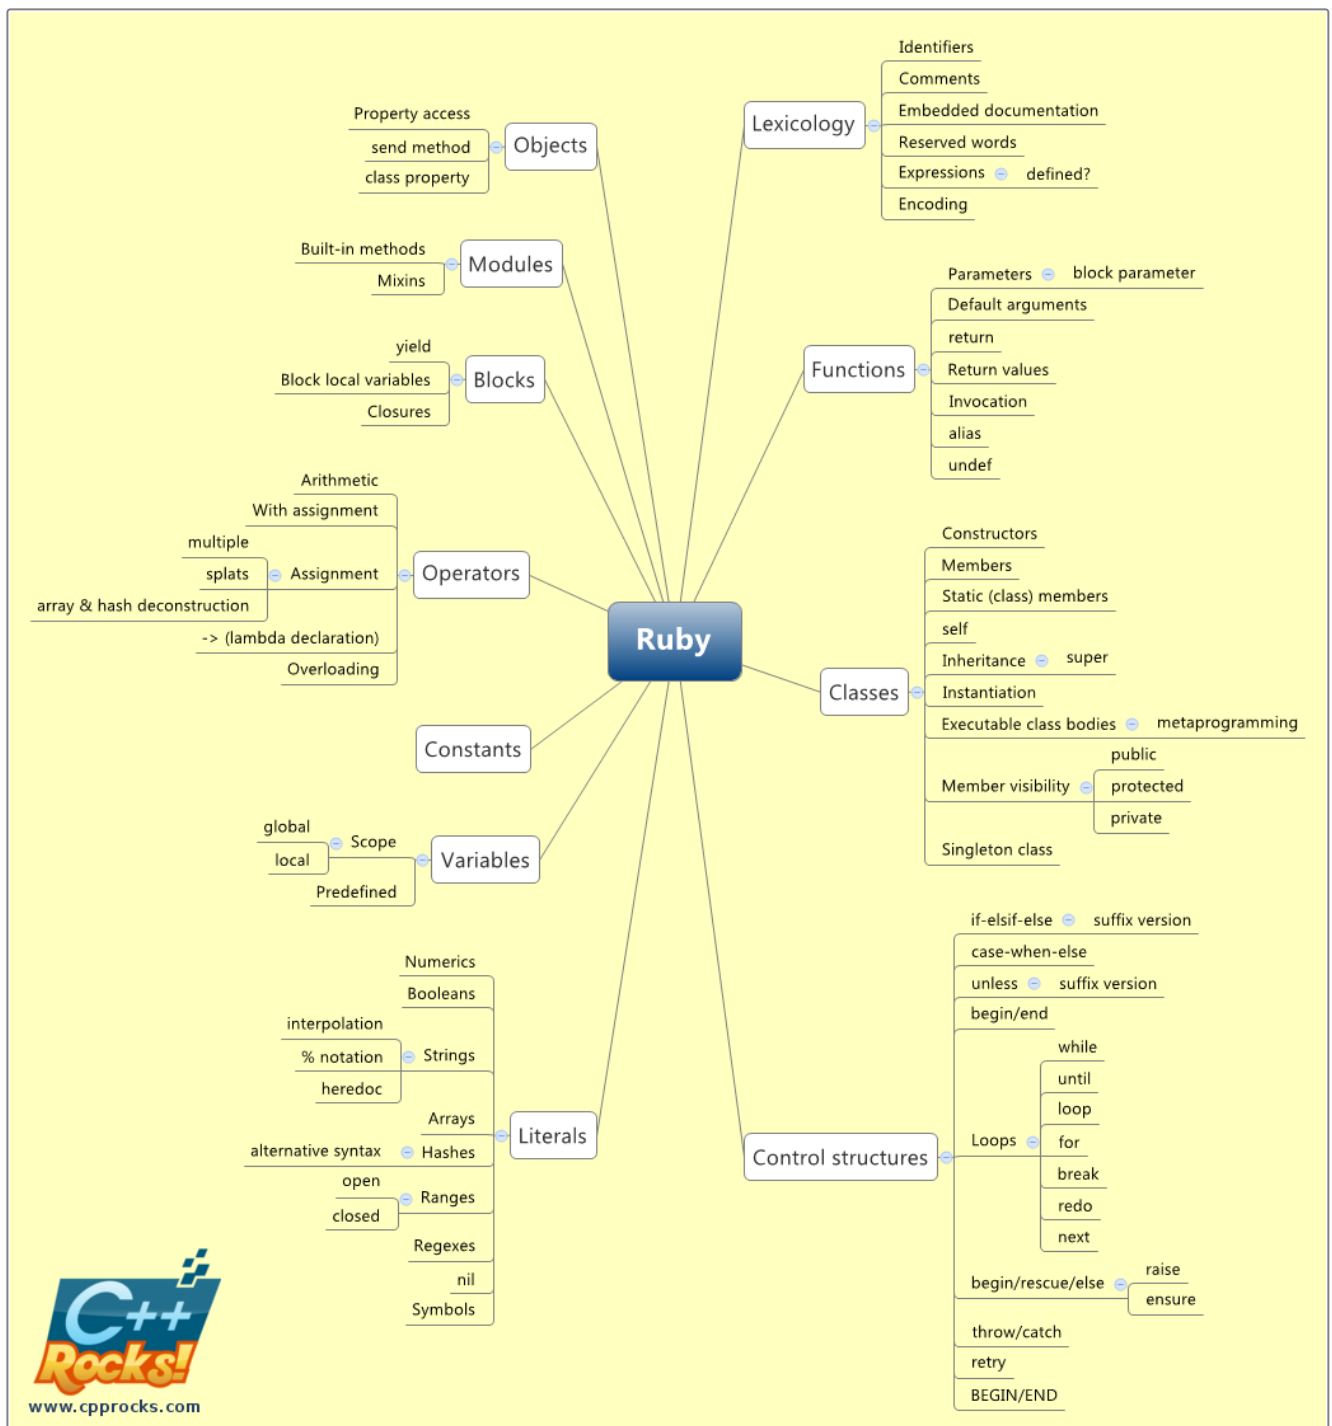 Ruby
Lexicology
Identifiers
Comments
Embedded documentation
Reserved words
Expressions defined?
Encoding
Functions
Parameters block parameter
Default arguments
return
Return values
Invocation
alias
undef
Classes
Constructors
Members
Static (class) members
self
Inheritance super
Instantiation
Executable class bodies metaprogramming
Member visibility
public
protected
private
Singleton class
Control structures
if-elsif-else suffix version
case-when-else
unless suffix version
begin/end
Loops
while
until
loop
for
break
redo
next
begin/rescue/else
raise
ensure
throw/catch
retry
BEGIN/END
Objects
Property access
send method
class property
Modules
Built-in methods
Mixins
Blocks
yield
Block local variables
Closures
Operators
Arithmetic
With assignment
Assignment
multiple
splats
array & hash deconstruction
-> (lambda declaration)
Overloading
Constants
Variables
Scope
global
local
Predefined
Literals
Numerics
Booleans
Strings
interpolation
% notation
heredoc
Arrays
Hashes
alternative syntax
Ranges
open
closed
Regexes
nil
Symbols
C++
Rocks!
www.cpprocks.com